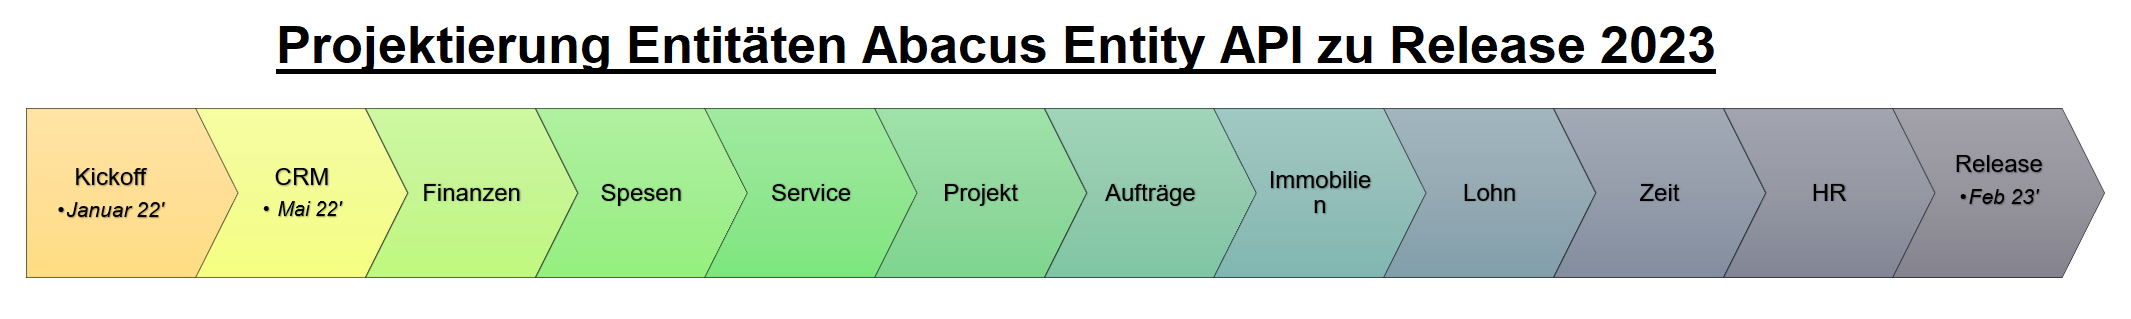 Projektierung Entitäten Abacus Entity API zu Release 2023
Kickoff
•Januar 22'
CRM
• Mai 22'
Finanzen
Spesen
Service
Projekt
Aufträge
Immobilie
n
Lohn
Zeit
HR
Release
•Feb 23'